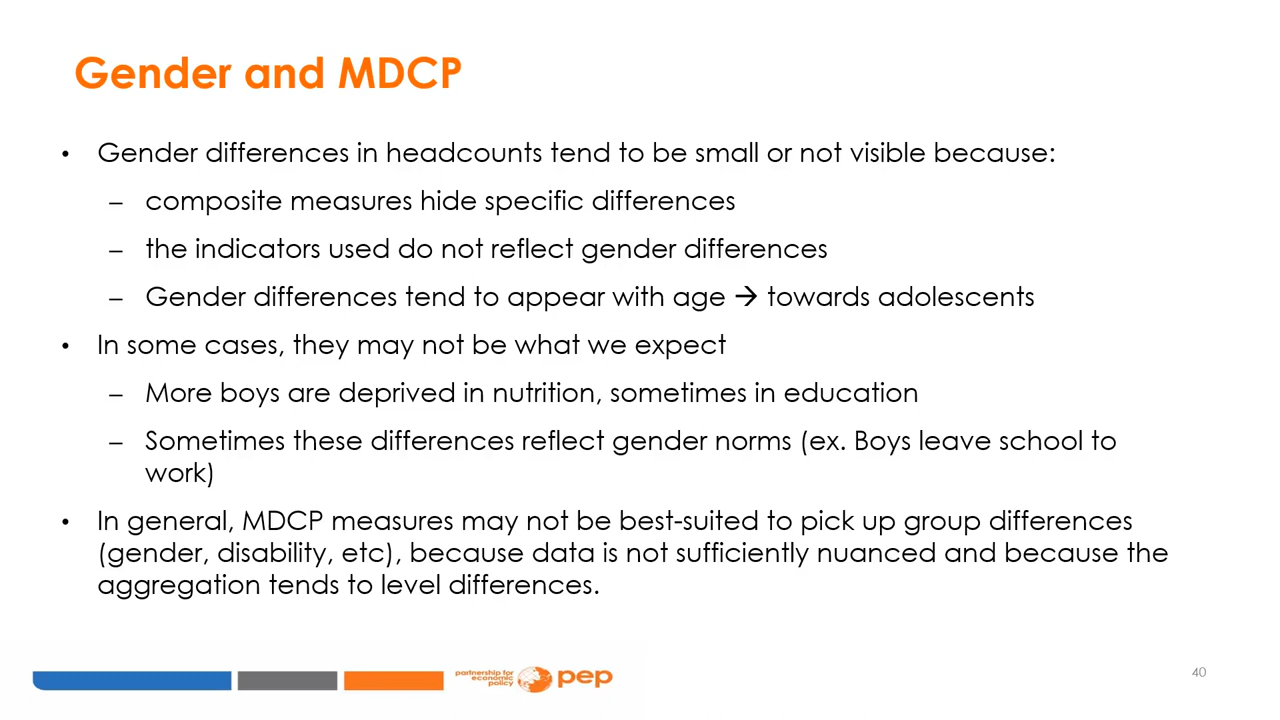 Gender and MDCP
• Gender differences in headcounts tend to be small or not visible because:
– composite measures hide specific differences
– the indicators used do not reflect gender differences
– Gender differences tend to appear with age → towards adolescents
• In some cases, they may not be what we expect
– More boys are deprived in nutrition, sometimes in education
– Sometimes these differences reflect gender norms (ex. Boys leave school to
work)
• In general, MDCP measures may not be best-suited to pick up group differences
(gender, disability, etc), because data is not sufficiently nuanced and because the
aggregation tends to level differences.
partnership for
economic
policy
pep
40